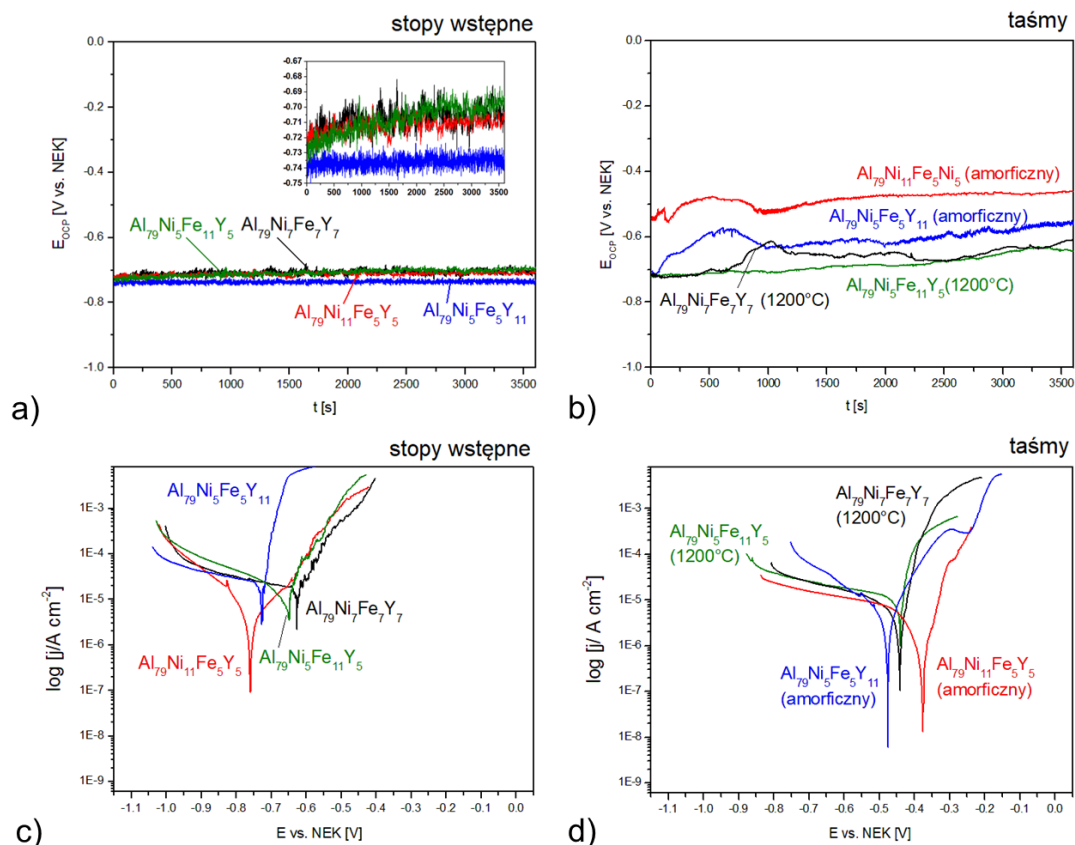 stopy wstępne
0.0
-0.2
-0.4
-0.6
-0.8
-1.0
E_OCP [V vs. NEK]
-0.67
-0.68
-0.69
-0.70
-0.71
-0.72
-0.73
-0.74
-0.75
0 500 1000 1500 2000 2500 3000 3500
Al₇₉Ni₅Fe₁₁Y₅ Al₇₉Ni₇Fe₇Y₇
Al₇₉Ni₁₁Fe₅Y₅
Al₇₉Ni₅Fe₅Y₁₁
0 500 1000 1500 2000 2500 3000 3500
t [s]
a)
taśmy
0.0
-0.2
-0.4
-0.6
-0.8
-1.0
E_OCP [V vs. NEK]
Al₇₉Ni₁₁Fe₅Ni₅ (amorficzny)
Al₇₉Ni₅Fe₅Y₁₁ (amorficzny)
Al₇₉Ni₇Fe₇Y₇ (1200°C)
Al₇₉Ni₅Fe₁₁Y₅(1200°C)
0 500 1000 1500 2000 2500 3000 3500
t [s]
b)
stopy wstępne
1E-3
1E-4
1E-5
1E-6
1E-7
1E-8
1E-9
log [j/A cm⁻²]
Al₇₉Ni₅Fe₅Y₁₁
Al₇₉Ni₇Fe₇Y₇
Al₇₉Ni₅Fe₁₁Y₅
Al₇₉Ni₁₁Fe₅Y₅
-1.1 -1.0 -0.9 -0.8 -0.7 -0.6 -0.5 -0.4 -0.3 -0.2 -0.1 0.0
E vs. NEK [V]
c)
taśmy
1E-3
1E-4
1E-5
1E-6
1E-7
1E-8
1E-9
log [j/ A cm⁻²]
Al₇₉Ni₇Fe₇Y₇
(1200°C)
Al₇₉Ni₅Fe₁₁Y₅
(1200°C)
Al₇₉Ni₅Fe₅Y₁₁
(amorficzny)
Al₇₉Ni₁₁Fe₅Y₅
(amorficzny)
-1.1 -1.0 -0.9 -0.8 -0.7 -0.6 -0.5 -0.4 -0.3 -0.2 -0.1 0.0
E vs. NEK [V]
d)